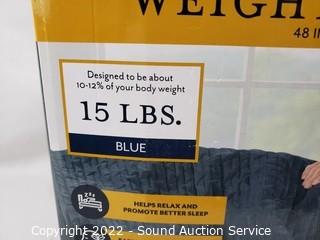 48 IN
Designed to be about
10-12% of your body weight
15 LBS.
BLUE
zzz
HELPS RELAX AND
PROMOTE BETTER SLEEP
Copyright 2022 - Sound Auction Service